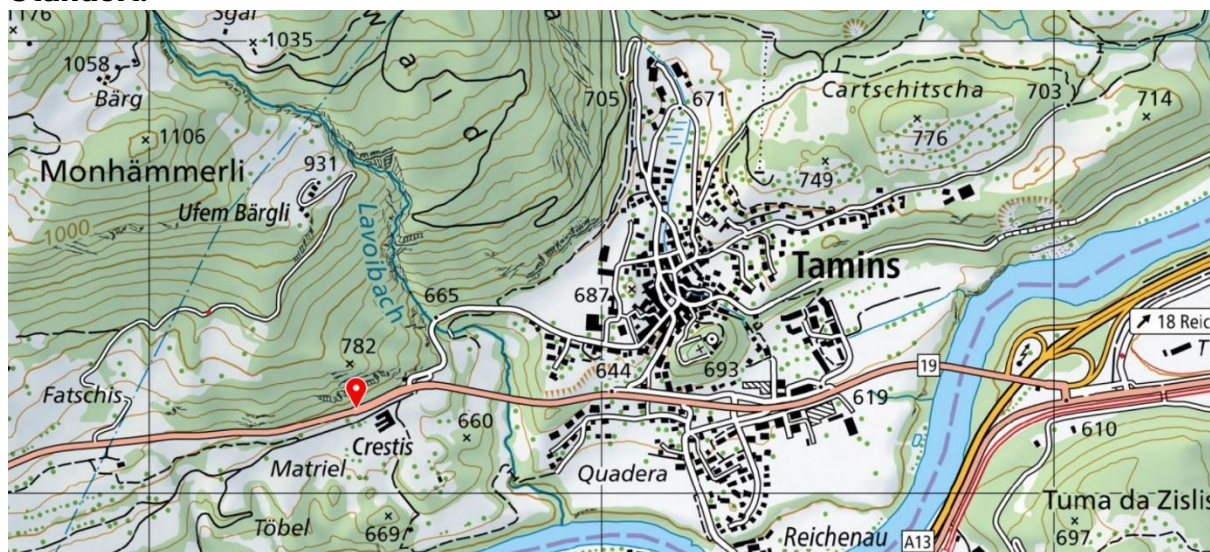 1176
Sgai
1035
1058
Bärg
1106
Monhämmerli
931
Ufem Bärgli
1000
Lavoibach
w
a
l
d
705
671
Cartschitscha
703
714
776
749
Tamins
687
665
782
644
693
19
619
18 Reic
T
Fatschis
660
Crestis
Matriel
Quadera
610
Töbel
669
Reichenau
A13
Tuma da Zislis
697